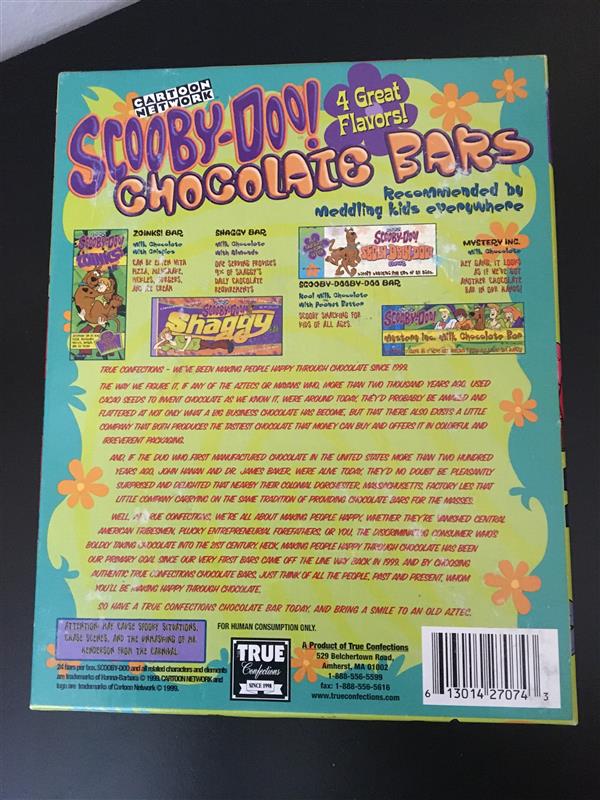 CARTOON NETWORK
SCOOBY-DOO!
CHOCOLATE BARS
4 Great
Flavors!
Recommended by
Meddling kids everywhere
ZOINKS! BAR
Milk Chocolate
With Crispies
CAN BE EATEN WITH
PIZZA, MILKSHAKE,
PICKLES, BURGERS,
AND ICE CREAM
SHAGGY BAR
Milk Chocolate
With Almonds
ONE SERVING PROVIDES
9% OF SHAGGY'S
DAILY CHOCOLATE
REQUIREMENTS
SCOOBY-DOO!
SCOOBY-DOOBY-DOO BAR
Real Milk Chocolate
With Peanut Butter
SCOOBY SNACKING FOR
KIDS OF ALL AGES.
MYSTERY INC.
Milk Chocolate
HEY GANG, IT LOOKS
AS IF WE'VE GOT
ANOTHER CHOCOLATE
BAR IN OUR HANDS!
SCOOBY-DOO!
ZOINKS!
SCOOBY-DOO!
Shaggy
SCOOBY-DOO!
Mystery Inc. Milk Chocolate Bar
TRUE CONFECTIONS - WE'VE BEEN MAKING PEOPLE HAPPY THROUGH CHOCOLATE SINCE 1999.
THE WAY WE FIGURE IT, IF ANY OF THE AZTECS OR MAYANS WHO, MORE THAN TWO THOUSAND YEARS AGO, USED
CACAO SEEDS TO INVENT CHOCOLATE AS WE KNOW IT, WERE AROUND TODAY, THEY'D PROBABLY BE AMAZED AND
FLATTERED AT NOT ONLY WHAT A BIG BUSINESS CHOCOLATE HAS BECOME, BUT THAT THERE ALSO EXISTS A LITTLE
COMPANY THAT BOTH PRODUCES THE TASTIEST CHOCOLATE THAT MONEY CAN BUY AND OFFERS IT IN COLORFUL AND
IRREVERENT PACKAGING.
AND, IF THE DUO WHO FIRST MANUFACTURED CHOCOLATE IN THE UNITED STATES MORE THAN TWO HUNDRED
YEARS AGO, JOHN HANAN AND DR. JAMES BAKER, WERE ALIVE TODAY, THEY'D NO DOUBT BE PLEASANTLY
SURPRISED AND DELIGHTED THAT NEARBY THEIR COLONIAL DORCHESTER, MASSACHUSETTS, FACTORY LIES THAT
LITTLE COMPANY CARRYING ON THE SAME TRADITION OF PROVIDING CHOCOLATE BARS FOR THE MASSES.
WELL, AT TRUE CONFECTIONS, WE'RE ALL ABOUT MAKING PEOPLE HAPPY, WHETHER THEY'RE VANISHED CENTRAL
AMERICAN TRIBESMEN, PLUCKY ENTREPRENEURIAL FOREFATHERS, OR YOU, THE DISCRIMINATING CONSUMER WHO'S
BOLDLY TAKING CHOCOLATE INTO THE 21ST CENTURY. HECK, MAKING PEOPLE HAPPY THROUGH CHOCOLATE HAS BEEN
OUR PRIMARY GOAL SINCE OUR VERY FIRST BARS CAME OFF THE LINE WAY BACK IN 1999. AND BY CHOOSING
AUTHENTIC TRUE CONFECTIONS CHOCOLATE BARS, JUST THINK OF ALL THE PEOPLE, PAST AND PRESENT, WHOM
YOU'LL BE MAKING HAPPY THROUGH CHOCOLATE.
SO HAVE A TRUE CONFECTIONS CHOCOLATE BAR TODAY, AND BRING A SMILE TO AN OLD AZTEC.
ATTENTION: MAY CAUSE SPOOKY SITUATIONS,
CHASE SCENES, AND THE UNMASKING OF MR.
HENDERSON FROM THE CARNIVAL.
24 Bars per box. SCOOBY-DOO and all related characters and elements
are trademarks of Hanna-Barbera © 1999. CARTOON NETWORK and
logo are trademarks of Cartoon Network © 1999.
FOR HUMAN CONSUMPTION ONLY.
TRUE
Confections
SINCE 1998
A Product of True Confections
529 Belchertown Road,
Amherst, MA 01002
1-888-556-5599
fax: 1-888-556-5616
www.trueconfections.com
6 13014 27074 3